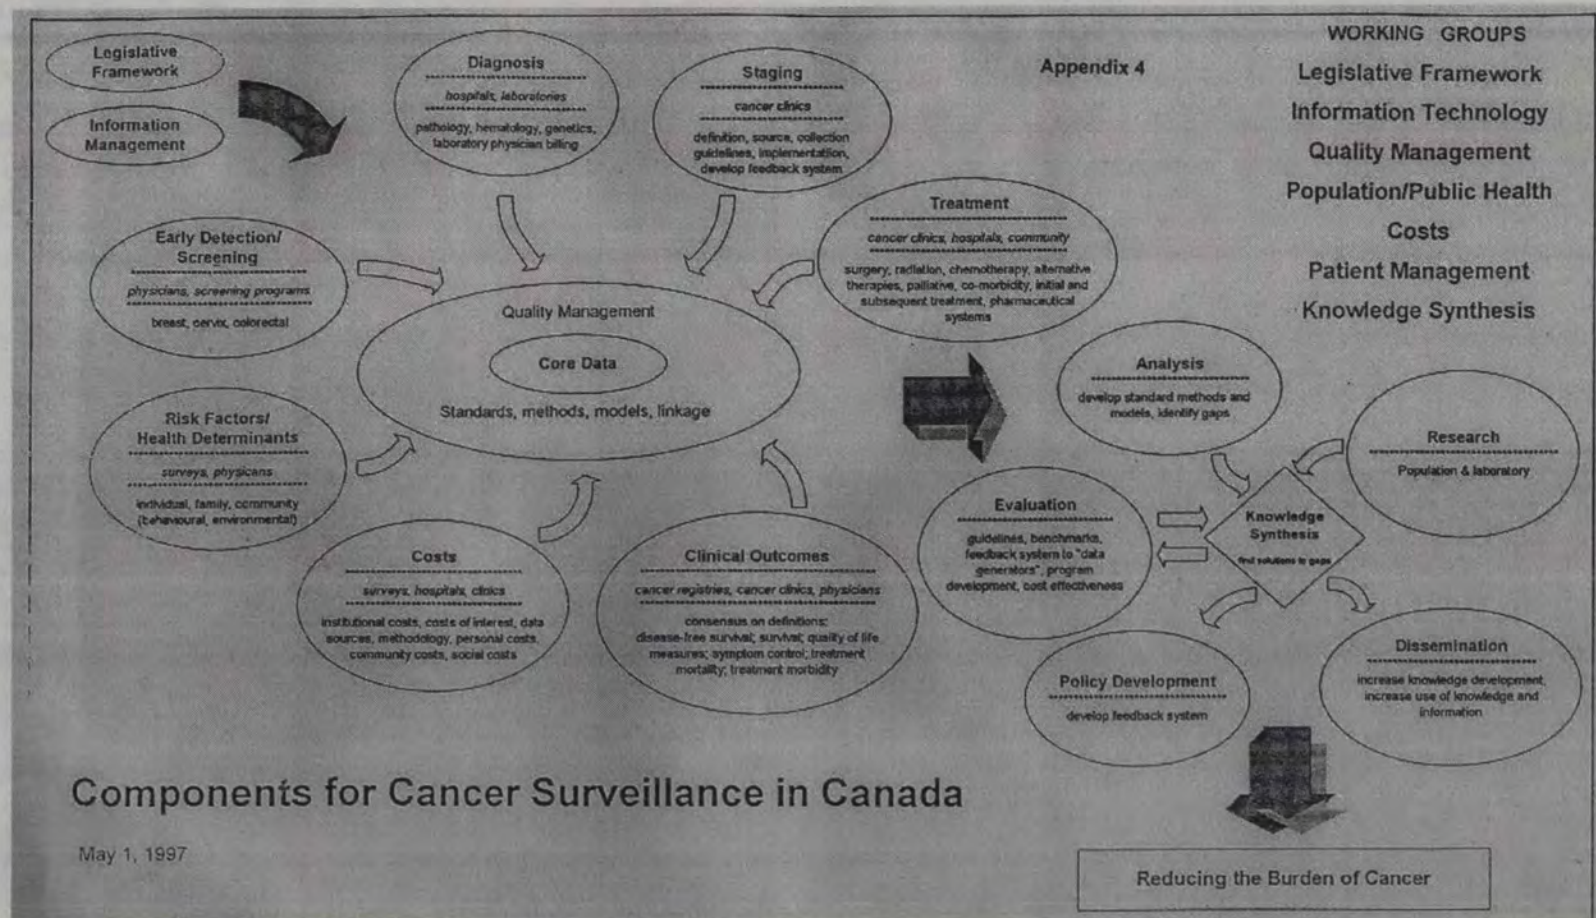 Legislative
Framework
Information
Management
Diagnosis
hospitals, laboratories
pathology, hematology, genetics,
laboratory physician billing
Staging
cancer clinics
definition, source, collection
guidelines, implementation,
develop feedback system
Appendix 4
WORKING GROUPS
Legislative Framework
Information Technology
Quality Management
Population/Public Health
Costs
Patient Management
Knowledge Synthesis
Early Detection/
Screening
physicians, screening programs
breast, cervix, colorectal
Treatment
cancer clinics, hospitals, community
surgery, radiation, chemotherapy, alternative
therapies, palliative, co-morbidity, initial and
subsequent treatment, pharmaceutical
systems
Quality Management
Core Data
Standards, methods, models, linkage
Risk Factors/
Health Determinants
surveys, physicans
individual, family, community
(behavioural, environmental)
Costs
surveys, hospitals, clinics
institutional costs, costs of interest, data
sources, methodology, personal costs,
community costs, social costs
Clinical Outcomes
cancer registries, cancer clinics, physicians
consensus on definitions:
disease-free survival; survival; quality of life
measures; symptom control; treatment
mortality; treatment morbidity
Analysis
develop standard methods and
models, identify gaps
Research
Population & laboratory
Evaluation
guidelines, benchmarks,
feedback system to "data
generators", program
development, cost effectiveness
Knowledge
Synthesis
find solutions to gaps
Policy Development
develop feedback system
Dissemination
increase knowledge development,
increase use of knowledge and
information
Components for Cancer Surveillance in Canada
May 1, 1997
Reducing the Burden of Cancer